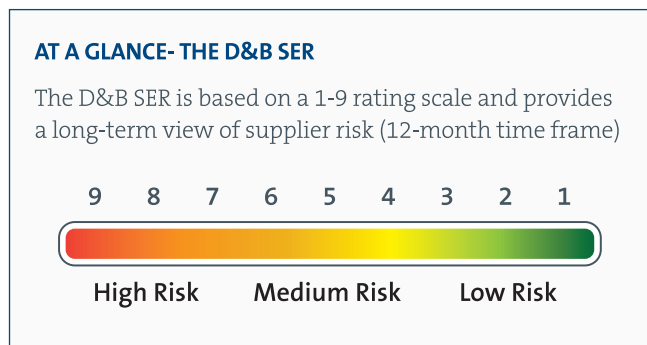 AT A GLANCE- THE D&B SER
The D&B SER is based on a 1-9 rating scale and provides
a long-term view of supplier risk (12-month time frame)
9 8 7 6 5 4 3 2 1
High Risk Medium Risk Low Risk